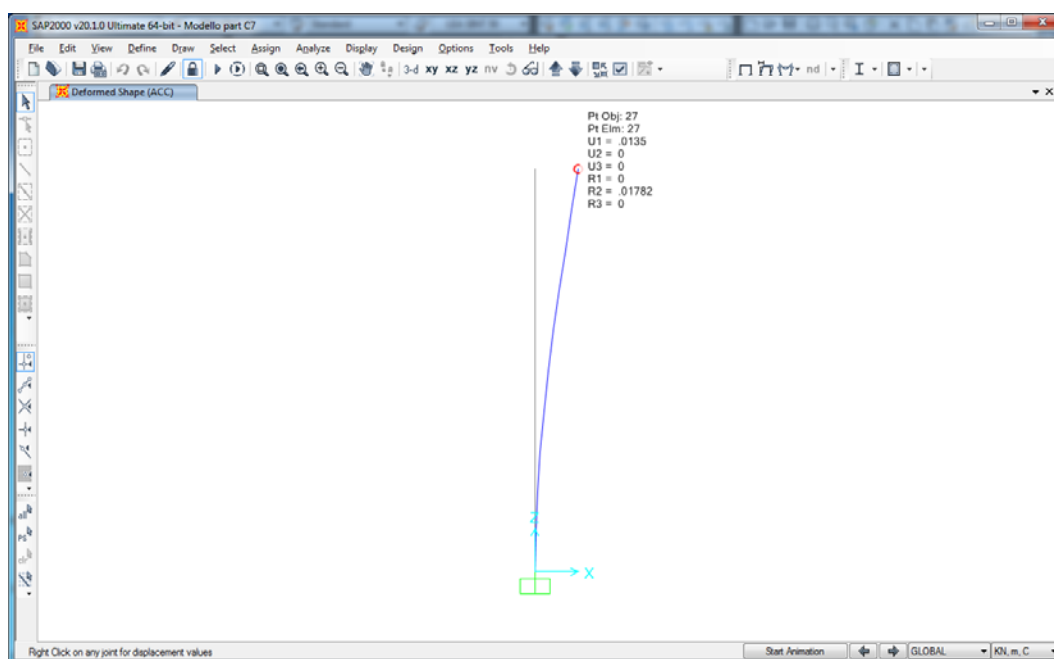 SAP2000 v20.1.0 Ultimate 64-bit - Modello part C7
File Edit View Define Draw Select Assign Analyze Display Design Options Tools Help
3-d xy xz yz nv nd
Deformed Shape (ACC)
Pt Obj: 27
Pt Elm: 27
U1 = .0135
U2 = 0
U3 = 0
R1 = 0
R2 = .01782
R3 = 0
Z
X
all
PS
clr
Right Click on any joint for displacement values
Start Animation
GLOBAL
KN, m, C